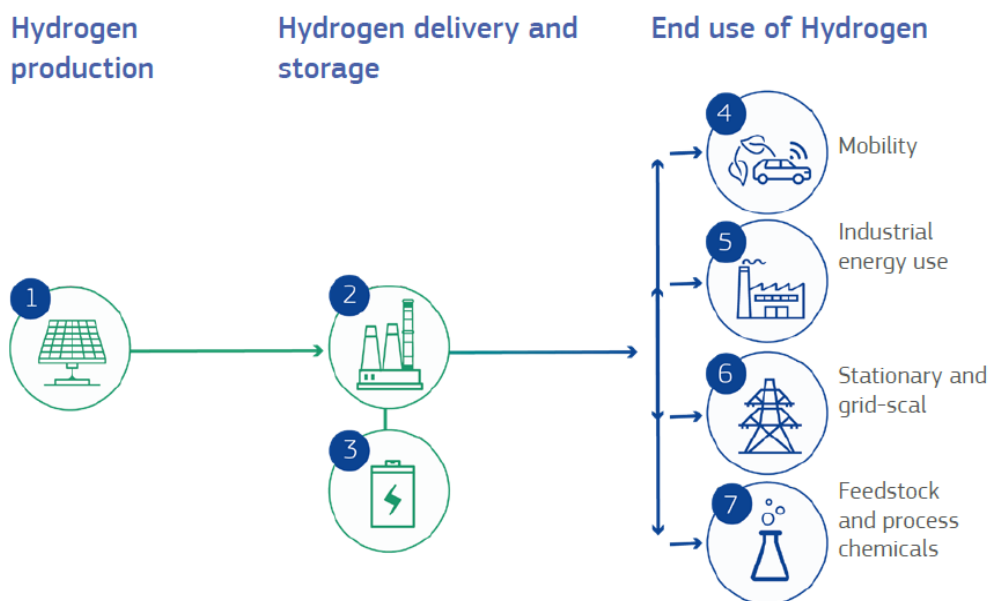 Hydrogen
production
Hydrogen delivery and
storage
End use of Hydrogen
1
2
3
4
Mobility
5
Industrial
energy use
6
Stationary and
grid-scal
7
Feedstock
and process
chemicals